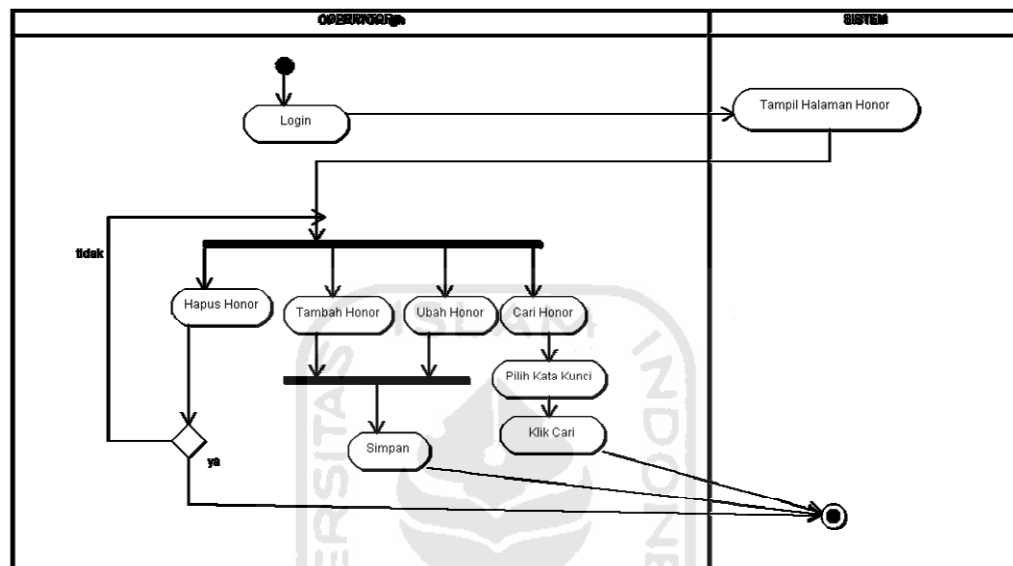 SISTEM
Login
Tampil Halaman Honor
tidak
Hapus Honor
Tambah Honor
Ubah Honor
Cari Honor
Pilih Kata Kunci
Klik Cari
Simpan
ya
ISLAM